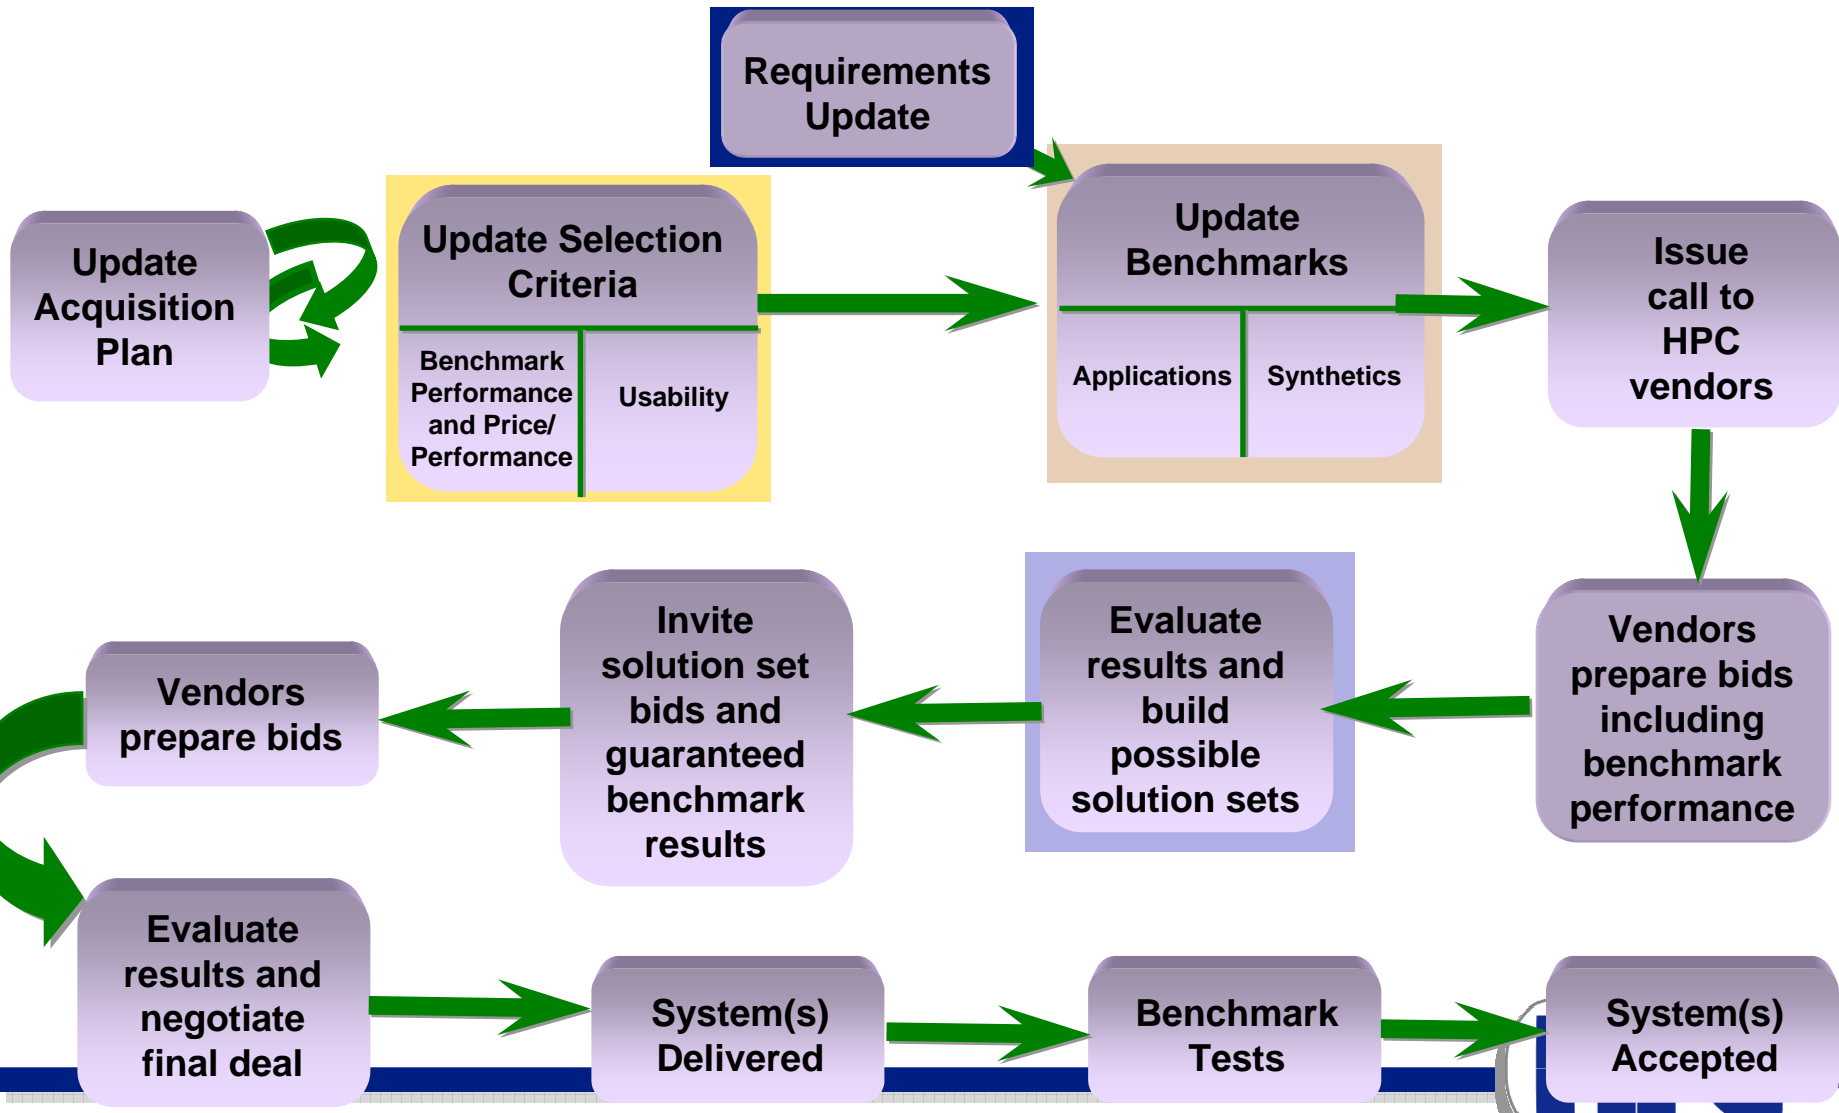 Requirements
Update
Update
Acquisition
Plan
Update Selection
Criteria
Benchmark
Performance
and Price/
Performance
Usability
Update
Benchmarks
Applications
Synthetics
Issue
call to
HPC
vendors
Vendors
prepare bids
including
benchmark
performance
Evaluate
results and
build
possible
solution sets
Invite
solution set
bids and
guaranteed
benchmark
results
Vendors
prepare bids
Evaluate
results and
negotiate
final deal
System(s)
Delivered
Benchmark
Tests
System(s)
Accepted